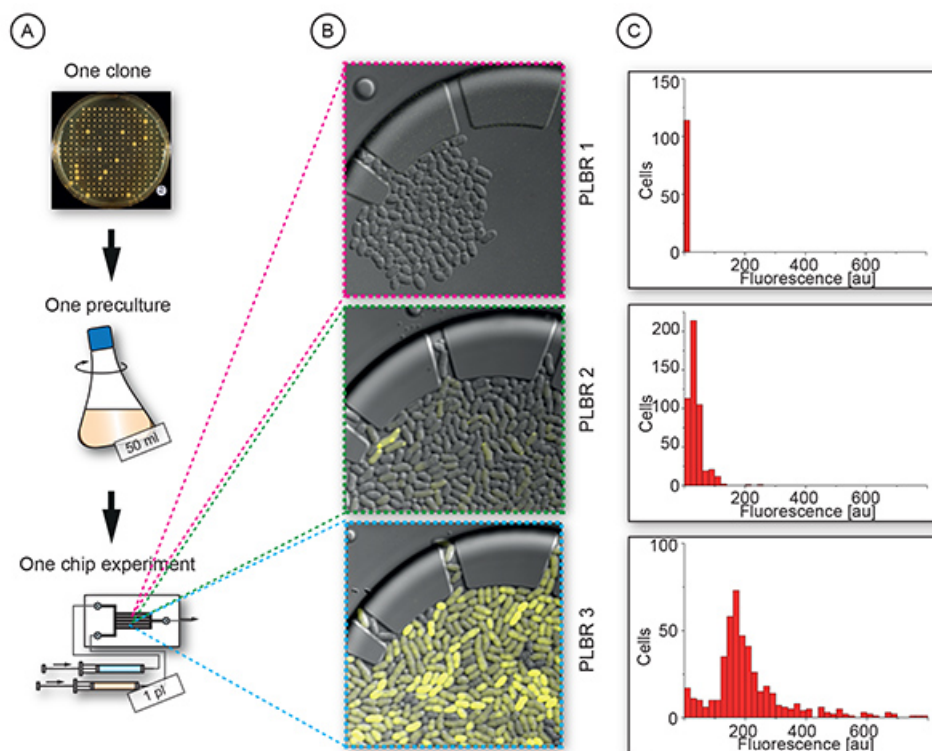 A
One clone
One preculture
50 ml
One chip experiment
1 pl
B
PLBR 1
PLBR 2
PLBR 3
C
150
100
50
0
Cells
200 400 600
Fluorescence [au]
200
150
100
50
0
Cells
200 400 600
Fluorescence [au]
100
50
0
Cells
200 400 600
Fluorescence [au]